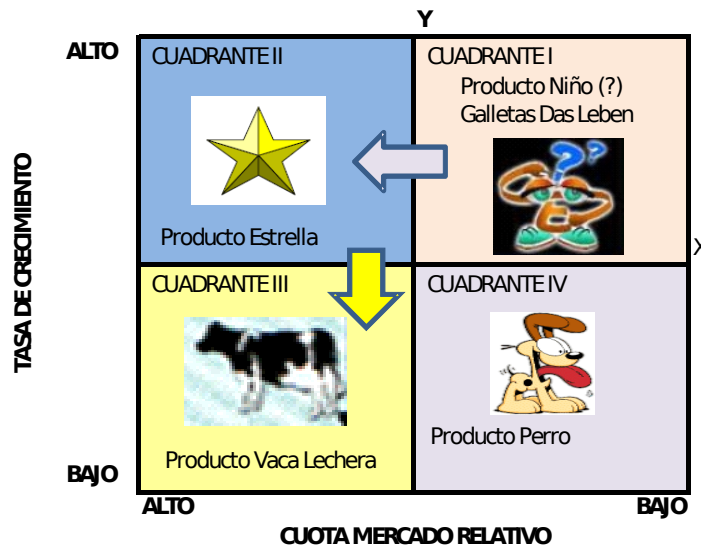 Y
ALTO
CUADRANTE II
CUADRANTE I
Producto Niño (?)
Galletas Das Leben
??
Producto Estrella
X
TASA DE CRECIMIENTO
CUADRANTE III
CUADRANTE IV
Producto Perro
Producto Vaca Lechera
BAJO
ALTO
BAJO
CUOTA MERCADO RELATIVO